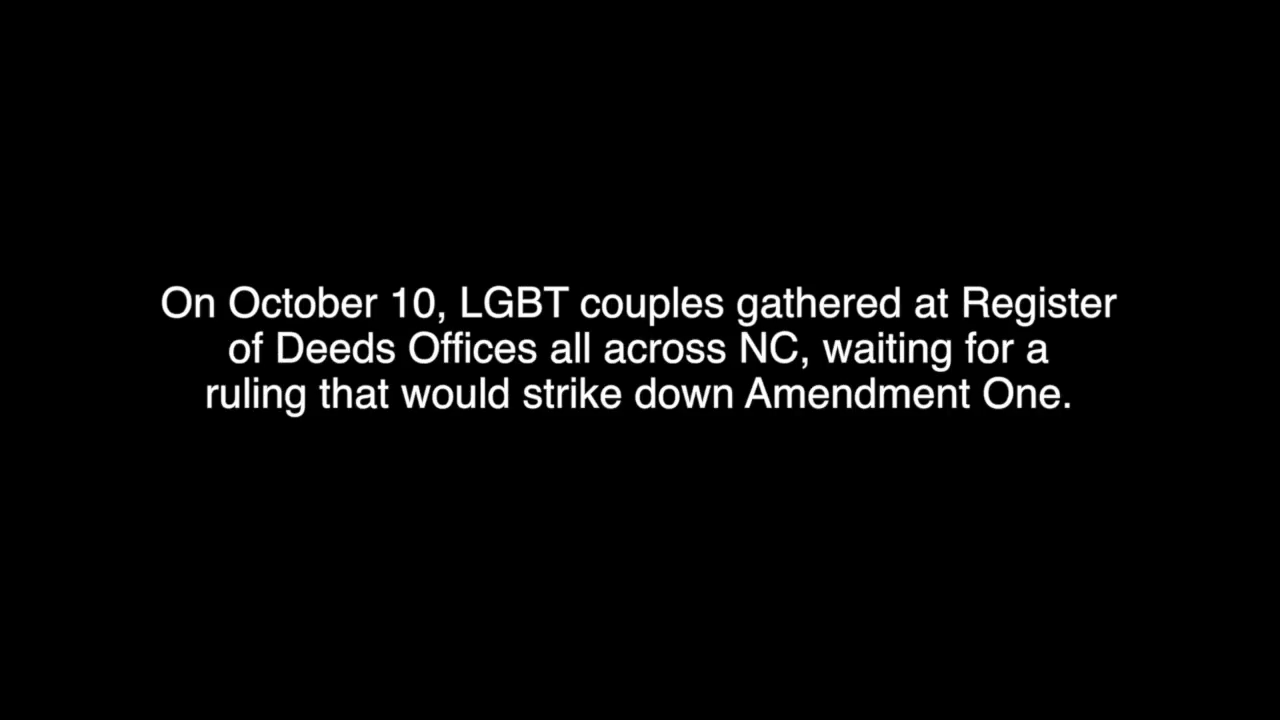 On October 10, LGBT couples gathered at Register
of Deeds Offices all across NC, waiting for a
ruling that would strike down Amendment One.